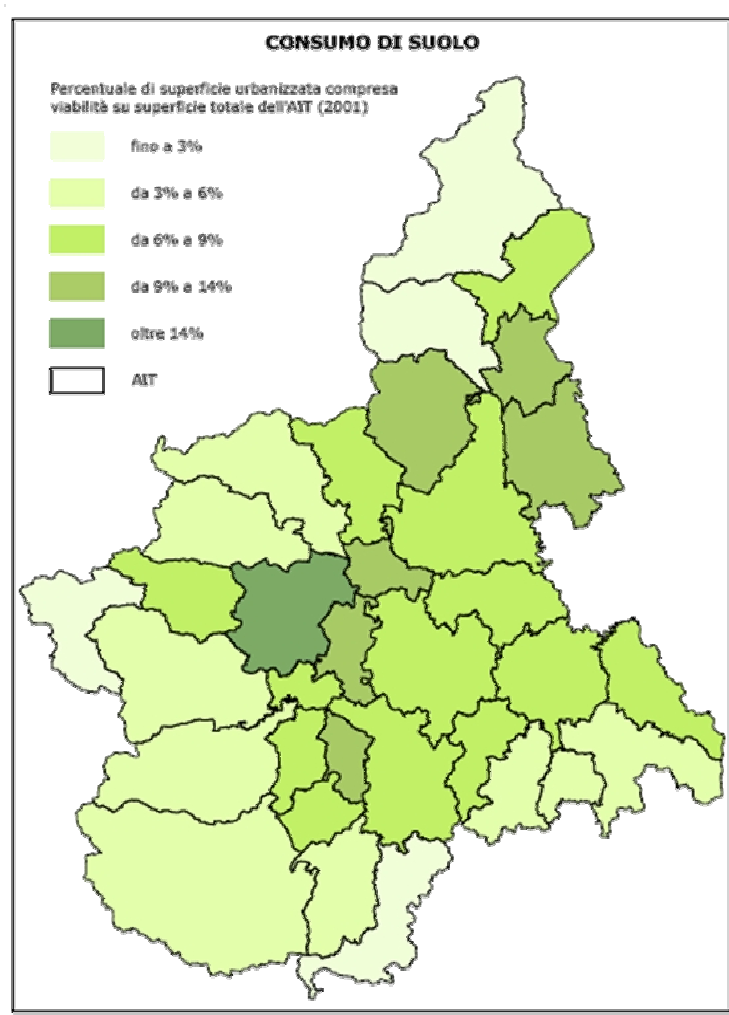 CONSUMO DI SUOLO
Percentuale di superficie urbanizzata compresa
viabilità su superficie totale dell'AIT (2001)
fino a 3%
da 3% a 6%
da 6% a 9%
da 9% a 14%
oltre 14%
AIT